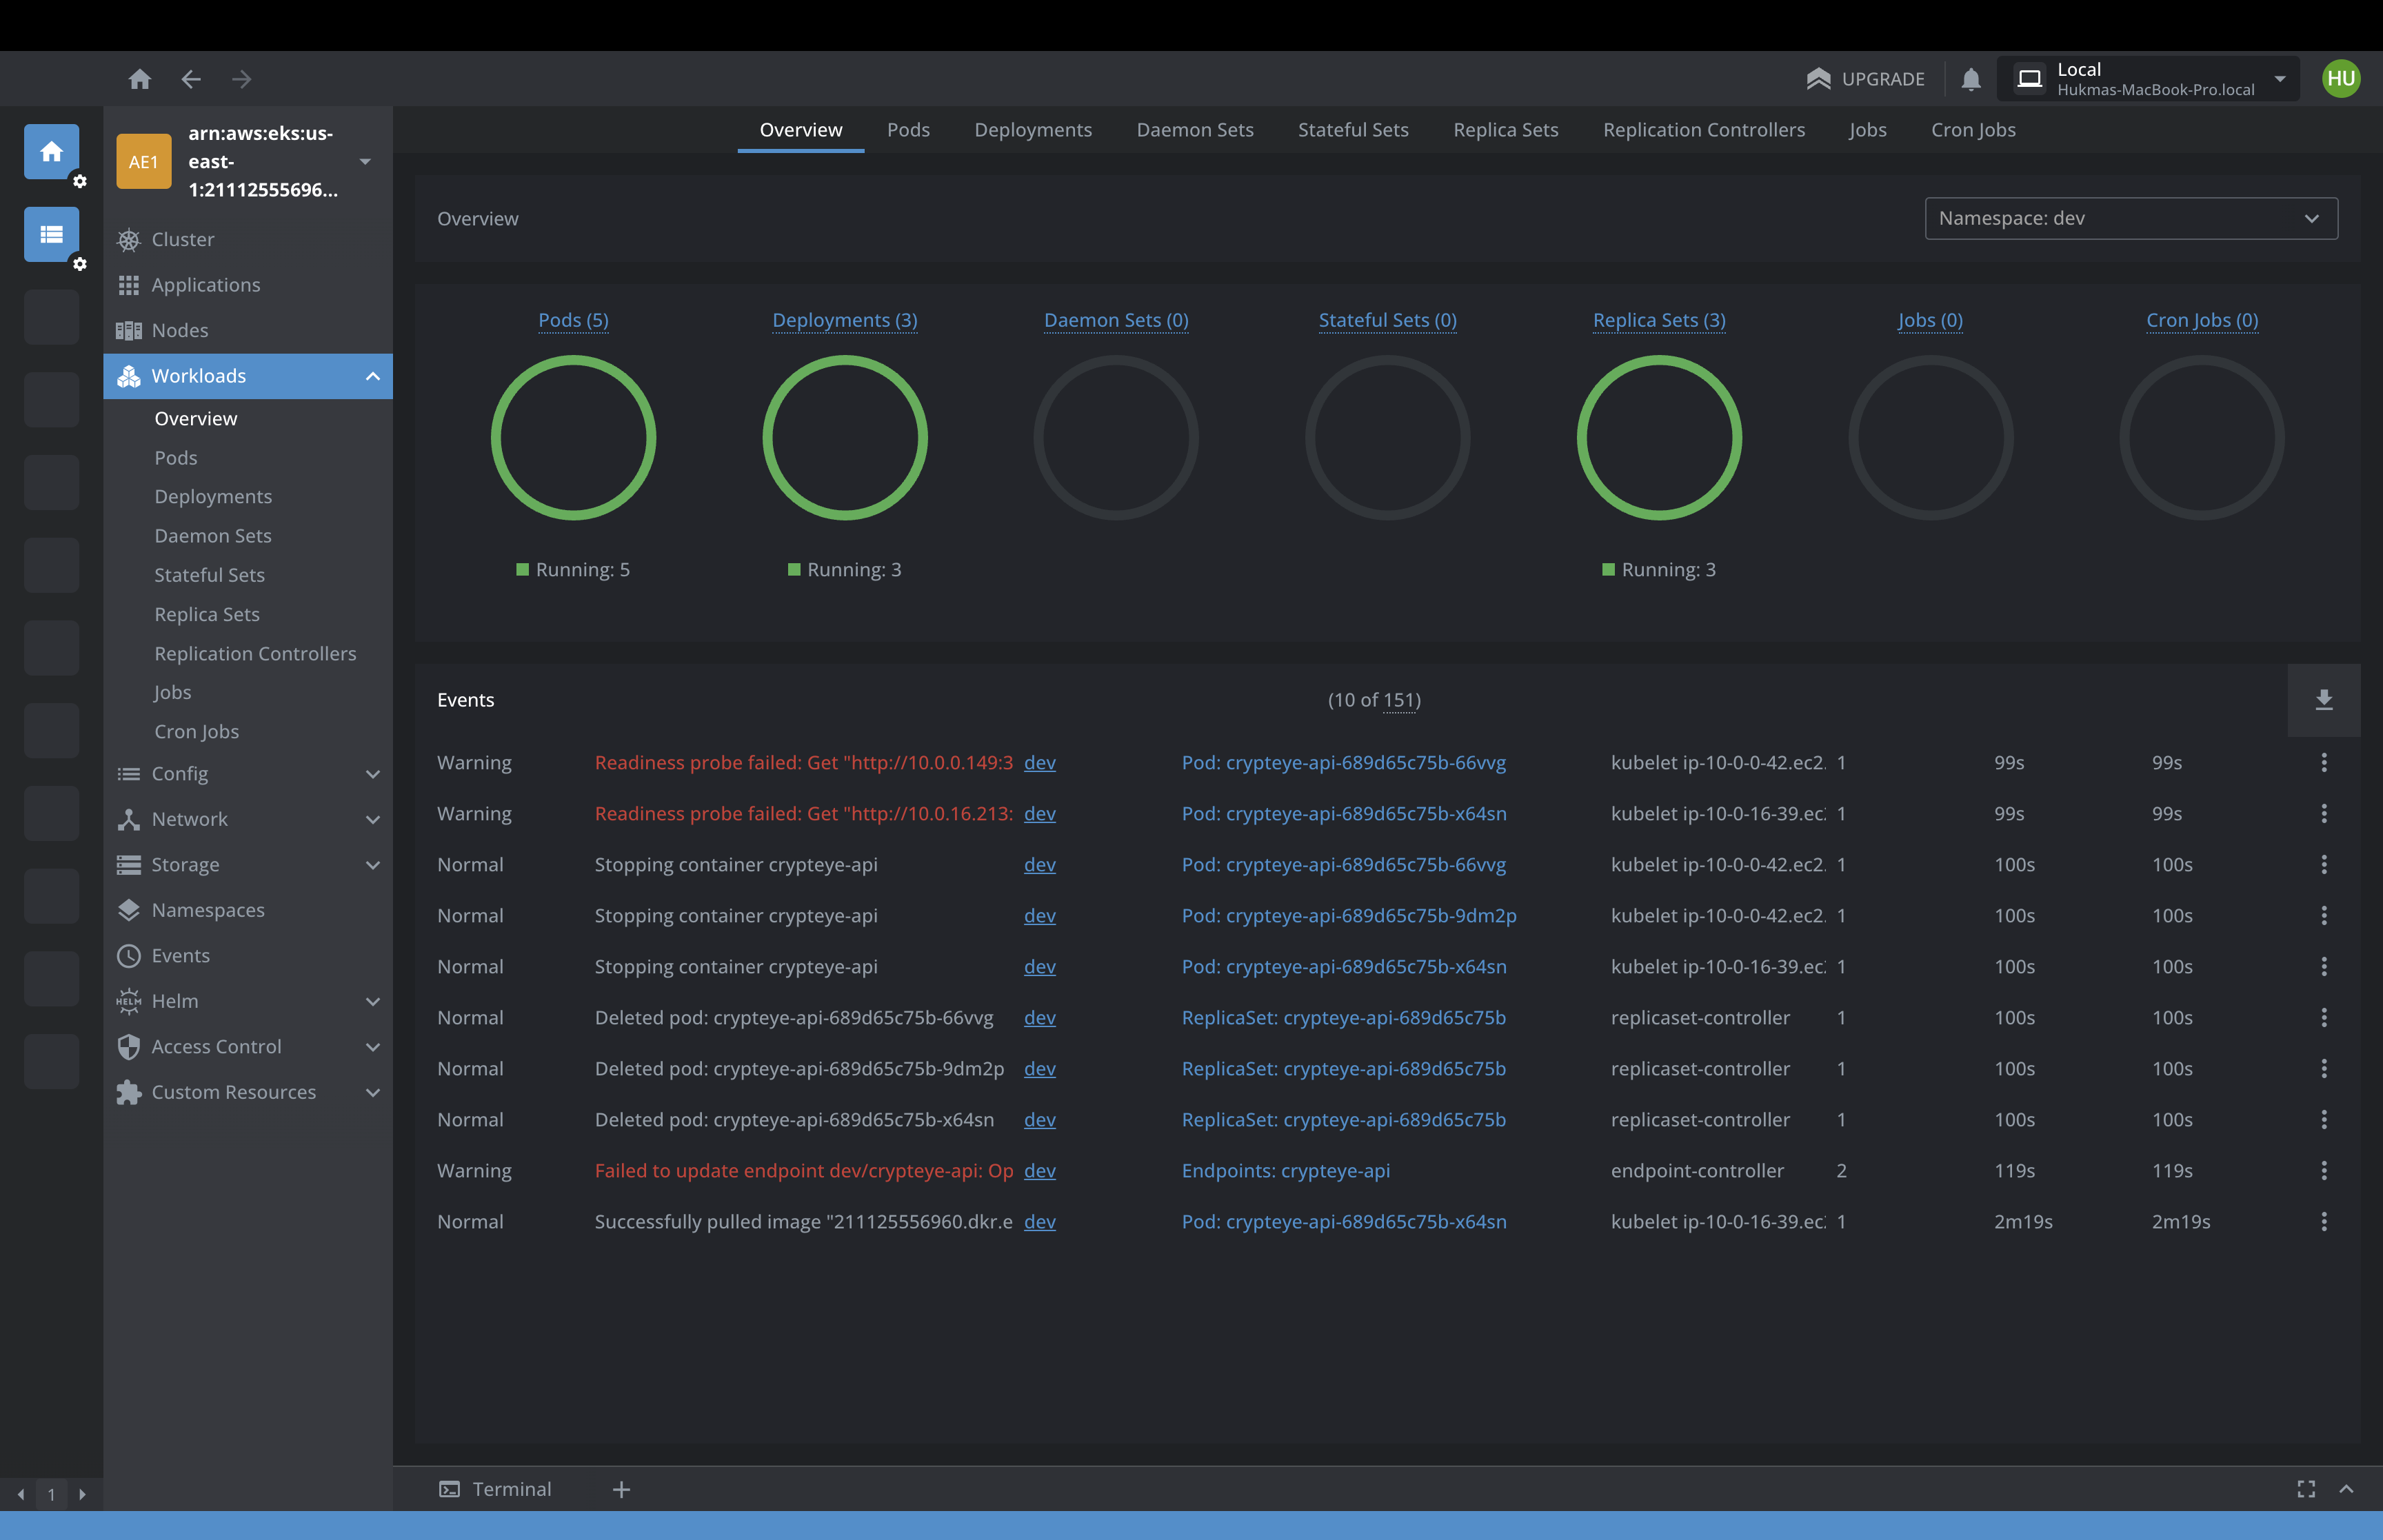 UPGRADE
Local
Hukmas-MacBook-Pro.local
HU
AE1
arn:aws:eks:us-
east-
1:21112555696...
Cluster
Applications
Nodes
Workloads
Overview
Pods
Deployments
Daemon Sets
Stateful Sets
Replica Sets
Replication Controllers
Jobs
Cron Jobs
Config
Network
Storage
Namespaces
Events
HELM Helm
Access Control
Custom Resources
1
Overview Pods Deployments Daemon Sets Stateful Sets Replica Sets Replication Controllers Jobs Cron Jobs
Overview
Namespace: dev
Pods (5) Deployments (3) Daemon Sets (0) Stateful Sets (0) Replica Sets (3) Jobs (0) Cron Jobs (0)
Running: 5 Running: 3 Running: 3
Events (10 of 151)
Warning Readiness probe failed: Get "http://10.0.0.149:3 dev Pod: crypteye-api-689d65c75b-66vvg kubelet ip-10-0-0-42.ec2. 1 99s 99s
Warning Readiness probe failed: Get "http://10.0.16.213: dev Pod: crypteye-api-689d65c75b-x64sn kubelet ip-10-0-16-39.ec2 1 99s 99s
Normal Stopping container crypteye-api dev Pod: crypteye-api-689d65c75b-66vvg kubelet ip-10-0-0-42.ec2. 1 100s 100s
Normal Stopping container crypteye-api dev Pod: crypteye-api-689d65c75b-9dm2p kubelet ip-10-0-0-42.ec2. 1 100s 100s
Normal Stopping container crypteye-api dev Pod: crypteye-api-689d65c75b-x64sn kubelet ip-10-0-16-39.ec2 1 100s 100s
Normal Deleted pod: crypteye-api-689d65c75b-66vvg dev ReplicaSet: crypteye-api-689d65c75b replicaset-controller 1 100s 100s
Normal Deleted pod: crypteye-api-689d65c75b-9dm2p dev ReplicaSet: crypteye-api-689d65c75b replicaset-controller 1 100s 100s
Normal Deleted pod: crypteye-api-689d65c75b-x64sn dev ReplicaSet: crypteye-api-689d65c75b replicaset-controller 1 100s 100s
Warning Failed to update endpoint dev/crypteye-api: Op dev Endpoints: crypteye-api endpoint-controller 2 119s 119s
Normal Successfully pulled image "211125556960.dkr.e dev Pod: crypteye-api-689d65c75b-x64sn kubelet ip-10-0-16-39.ec2 1 2m19s 2m19s
Terminal